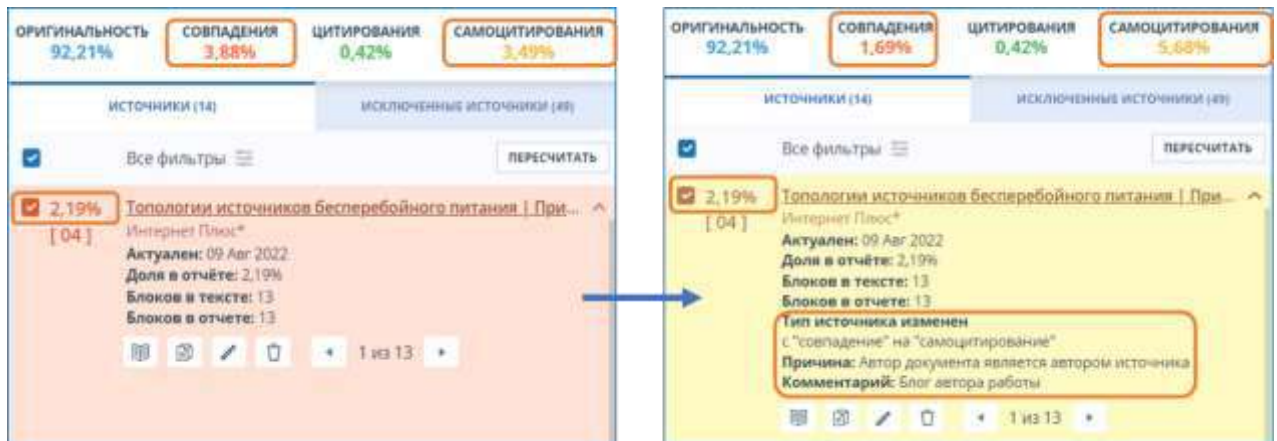 ОРИГИНАЛЬНОСТЬ СОВПАДЕНИЯ ЦИТИРОВАНИЯ САМОЦИТИРОВАНИЯ
92,21% 3,88% 0,42% 3,49%
ИСТОЧНИКИ (14) ИСКЛЮЧЕННЫЕ ИСТОЧНИКИ (49)
Все фильтры ПЕРЕСЧИТАТЬ
2,19% Топологии источников бесперебойного питания | При...
[ 04 ] Интернет Плюс*
Актуален: 09 Авг 2022
Доля в отчёте: 2,19%
Блоков в тексте: 13
Блоков в отчете: 13
1 из 13
ОРИГИНАЛЬНОСТЬ СОВПАДЕНИЯ ЦИТИРОВАНИЯ САМОЦИТИРОВАНИЯ
92,21% 1,69% 0,42% 5,68%
ИСТОЧНИКИ (14) ИСКЛЮЧЕННЫЕ ИСТОЧНИКИ (49)
Все фильтры ПЕРЕСЧИТАТЬ
2,19% Топологии источников бесперебойного питания | При...
[ 04 ] Интернет Плюс*
Актуален: 09 Авг 2022
Доля в отчёте: 2,19%
Блоков в тексте: 13
Блоков в отчете: 13
Тип источника изменен
с "совпадение" на "самоцитирование"
Причина: Автор документа является автором источника
Комментарий: Блог автора работы
1 из 13